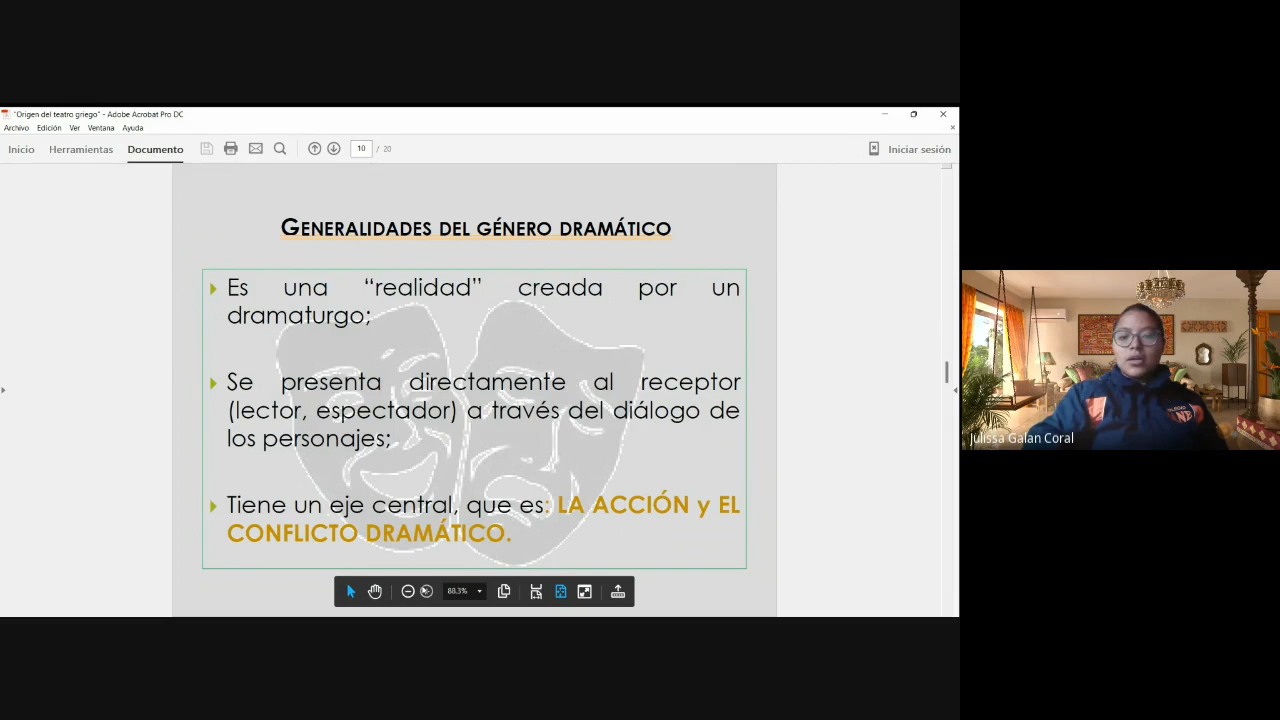 "Origen del teatro griego" - Adobe Acrobat Pro DC
Archivo Edición Ver Ventana Ayuda
Inicio Herramientas Documento 10 / 20 Iniciar sesión
GENERALIDADES DEL GÉNERO DRAMÁTICO
Es una “realidad” creada por un
dramaturgo;
Se presenta directamente al receptor
(lector, espectador) a través del diálogo de
los personajes;
Tiene un eje central, que es: LA ACCIÓN y EL
CONFLICTO DRAMÁTICO.
88.3%
Julissa Galan Coral